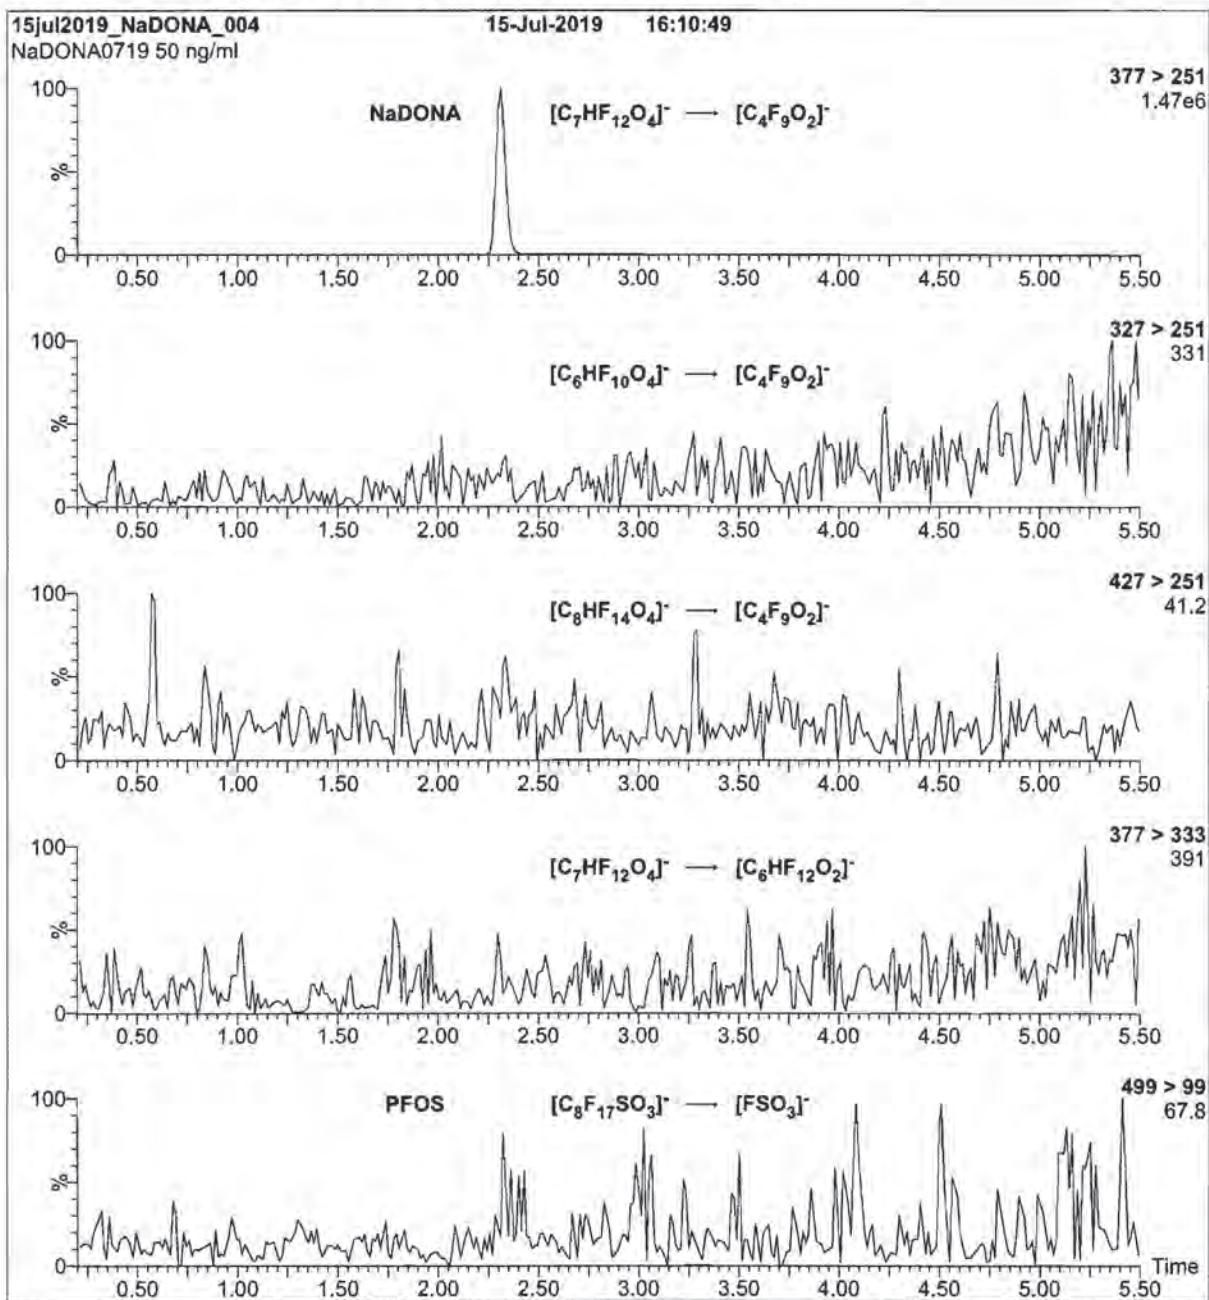 15jul2019_NaDONA_004 15-Jul-2019 16:10:49
NaDONA0719 50 ng/ml
377 > 251
1.47e6
NaDONA [C₇HF₁₂O₄]⁻ ⟶ [C₄F₉O₂]⁻
100
%
0
0.50 1.00 1.50 2.00 2.50 3.00 3.50 4.00 4.50 5.00 5.50
327 > 251
331
[C₆HF₁₀O₄]⁻ ⟶ [C₄F₉O₂]⁻
100
%
0
0.50 1.00 1.50 2.00 2.50 3.00 3.50 4.00 4.50 5.00 5.50
427 > 251
41.2
[C₈HF₁₄O₄]⁻ ⟶ [C₄F₉O₂]⁻
100
%
0
0.50 1.00 1.50 2.00 2.50 3.00 3.50 4.00 4.50 5.00 5.50
377 > 333
391
[C₇HF₁₂O₄]⁻ ⟶ [C₆HF₁₂O₂]⁻
100
%
0
0.50 1.00 1.50 2.00 2.50 3.00 3.50 4.00 4.50 5.00 5.50
499 > 99
67.8
PFOS [C₈F₁₇SO₃]⁻ ⟶ [FSO₃]⁻
100
%
0
Time
0.50 1.00 1.50 2.00 2.50 3.00 3.50 4.00 4.50 5.00 5.50